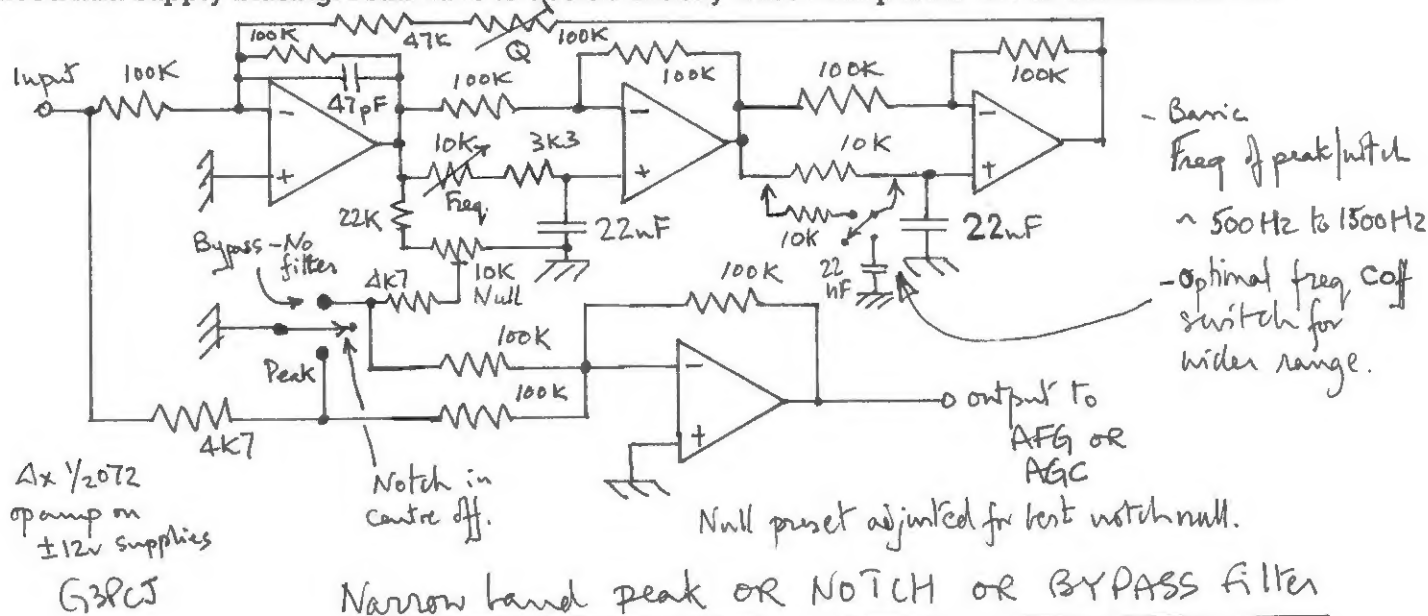 100K
47K
Q
100K
Input
100K
47pF
100K
100K
100K
100K
10K
3K3
Freq.
22K
22nF
10K
Null
10K
10K
22
nF
22nF
Bypass-No
filter
4K7
100K
100K
100K
Peak
4K7
Notch in
centre off.
output to
AFG OR
AGC
- Basic
Freq of peak/notch
~ 500Hz to 1500Hz
- Optimal freq coff
switch for
wider range.
4x 1/2 072
opamp on
±12v supplies
G3PCJ
Null preset adjusted for best notch null.
Narrow band peak OR NOTCH OR BYPASS filter